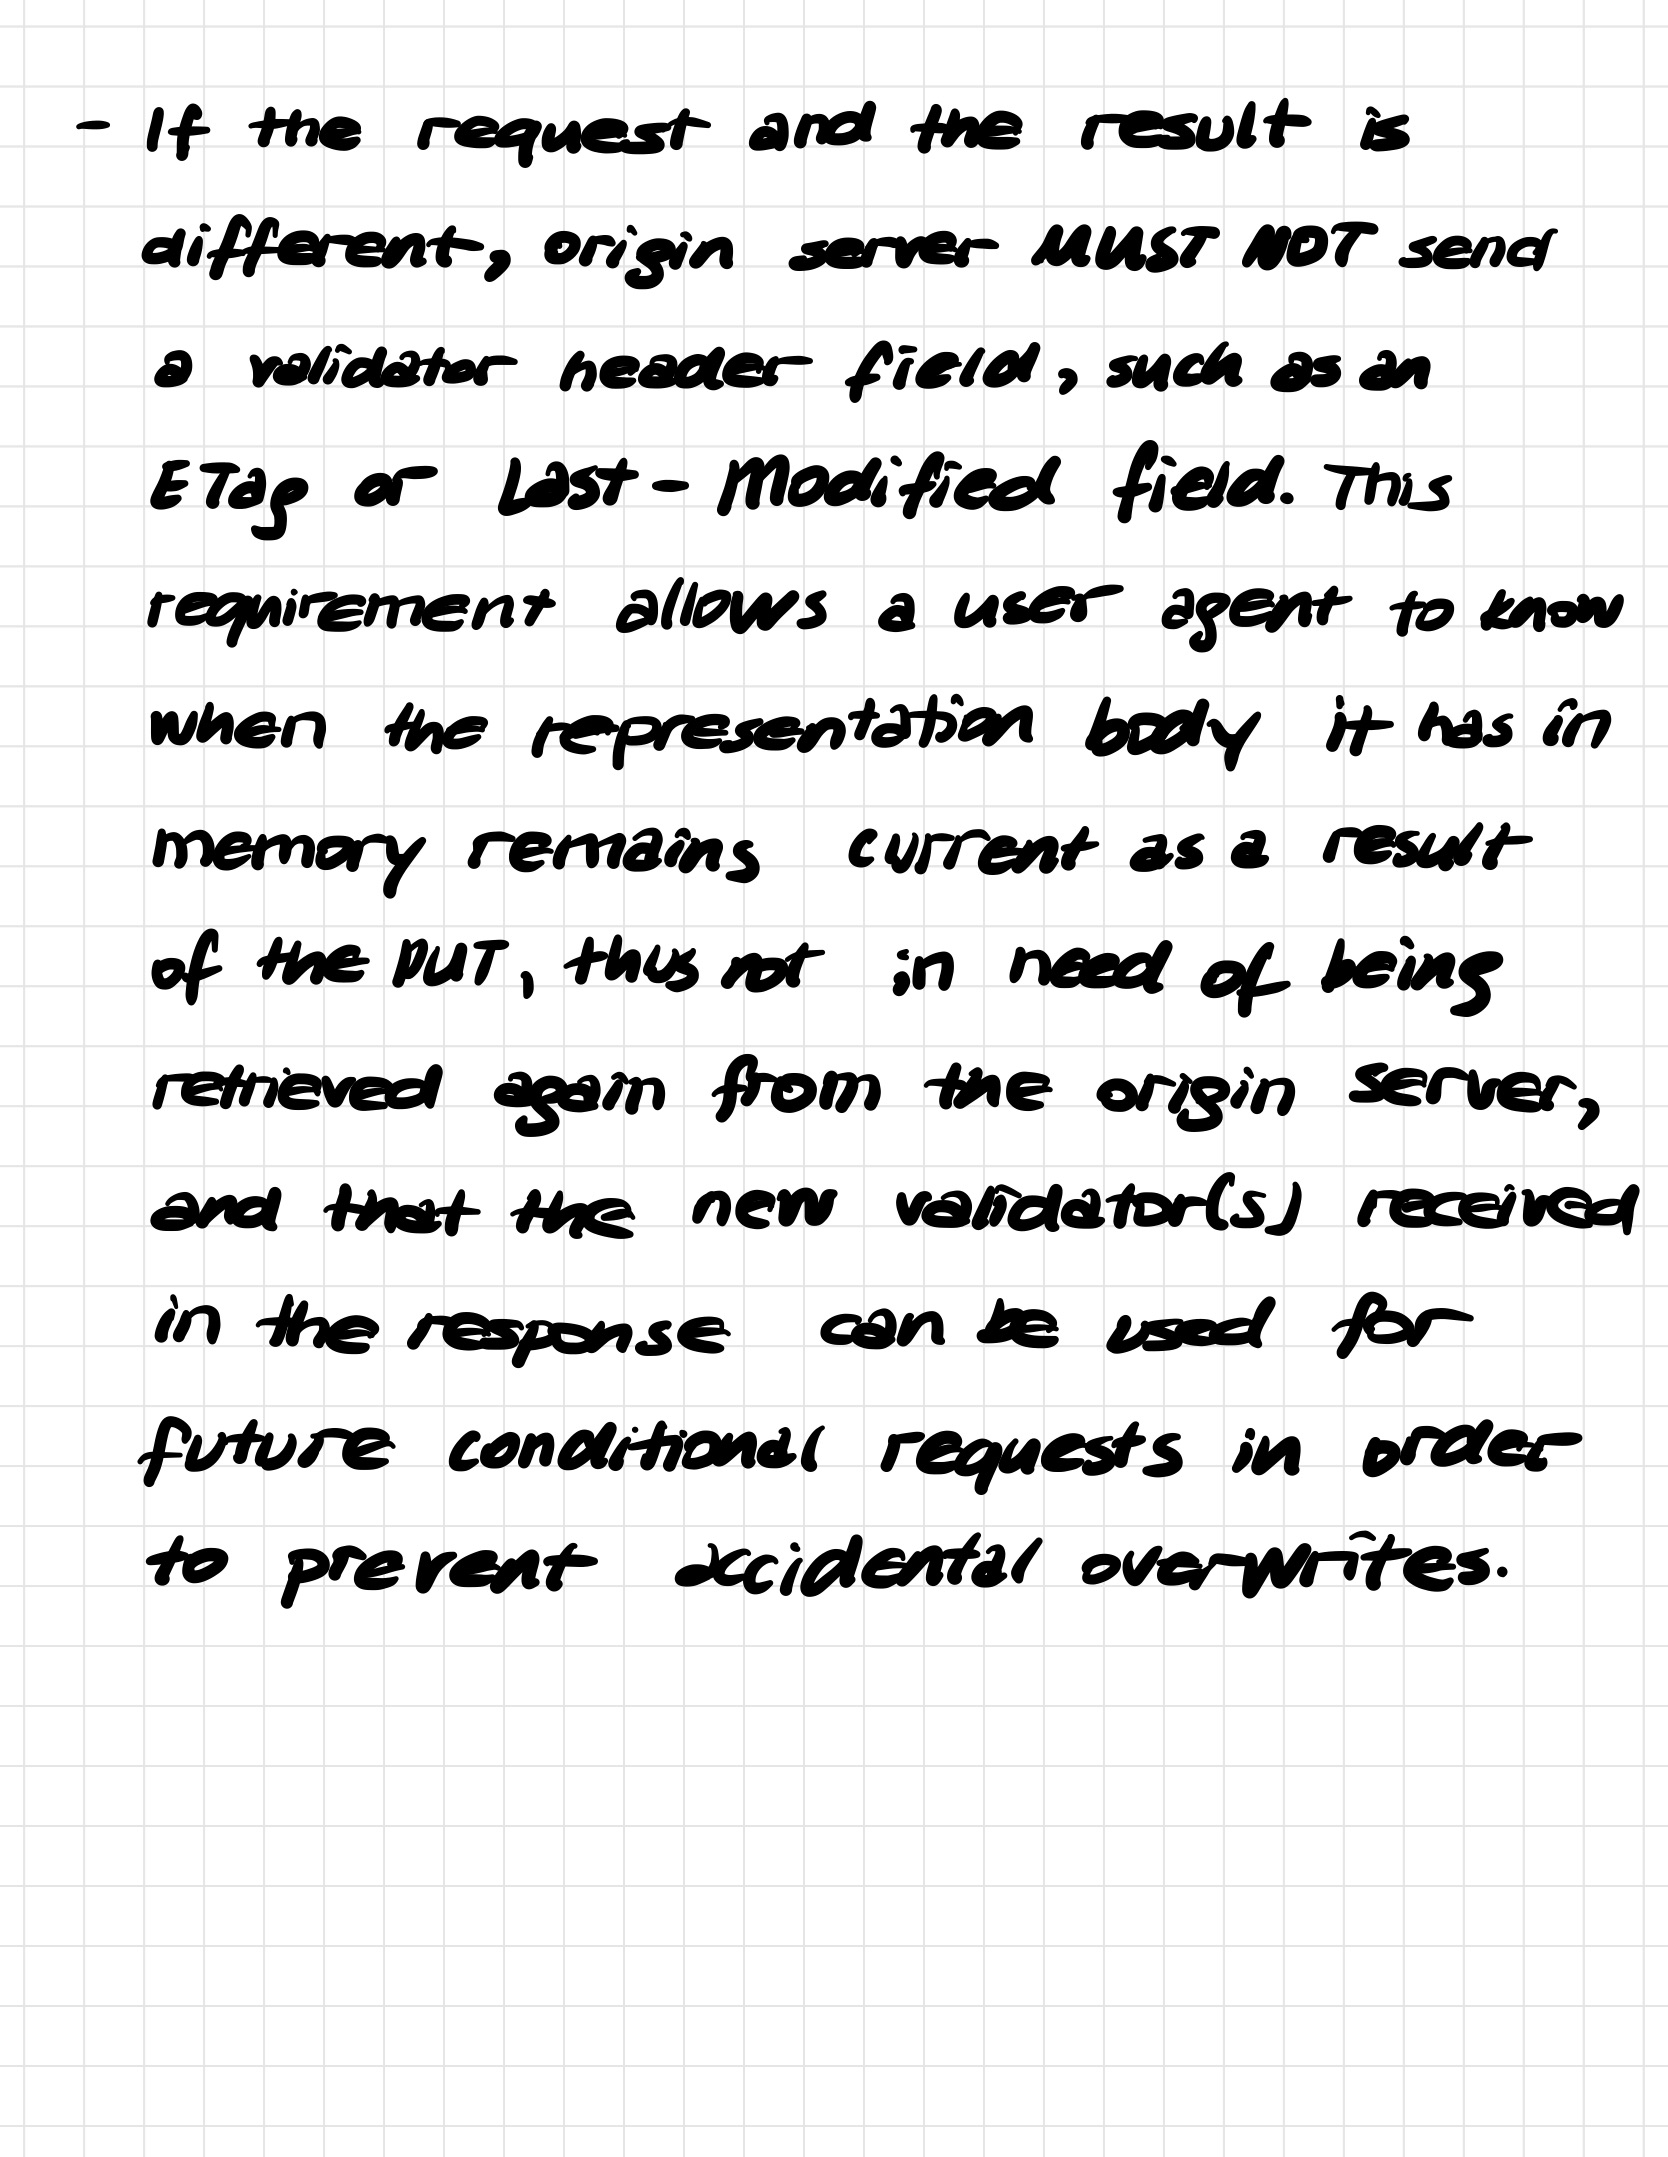 - If the request and the result is
different, origin server MUST NOT send
a validator header field, such as an
ETag or Last-Modified field. This
requirement allows a user agent to know
when the representation body it has in
memory remains current as a result
of the PUT, thus not in need of being
retrieved again from the origin server,
and that the new validator(s) received
in the response can be used for
future conditional requests in order
to prevent accidental overwrites.